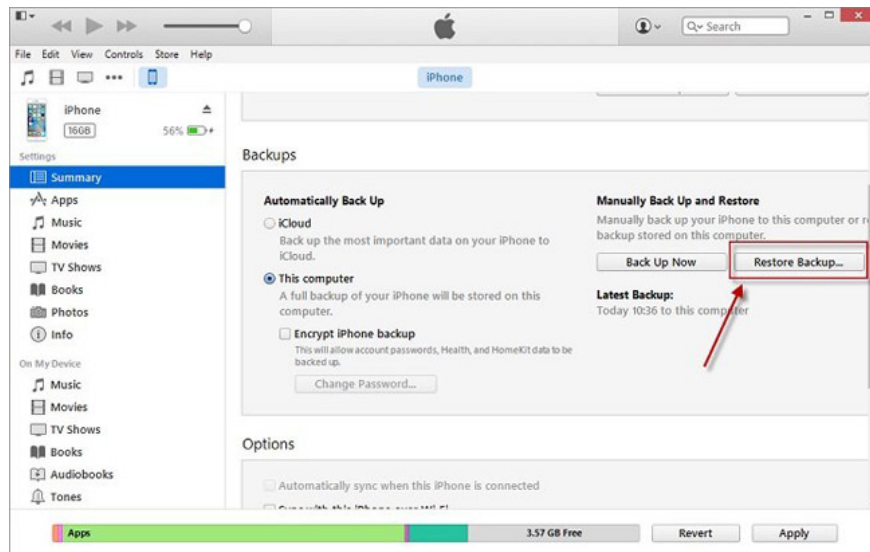 Search
File Edit View Controls Store Help
iPhone
iPhone
16GB 56%
Settings
Summary
Apps
Music
Movies
TV Shows
Books
Photos
Info
On My Device
Music
Movies
TV Shows
Books
Audiobooks
Tones
Backups
Automatically Back Up
iCloud
Back up the most important data on your iPhone to
iCloud.
This computer
A full backup of your iPhone will be stored on this
computer.
Encrypt iPhone backup
This will allow account passwords, Health, and HomeKit data to be
backed up.
Change Password...
Manually Back Up and Restore
Manually back up your iPhone to this computer or
backup stored on this computer.
Back Up Now Restore Backup...
Latest Backup:
Today 10:36 to this computer
Options
Automatically sync when this iPhone is connected
Apps 3.57 GB Free Revert Apply